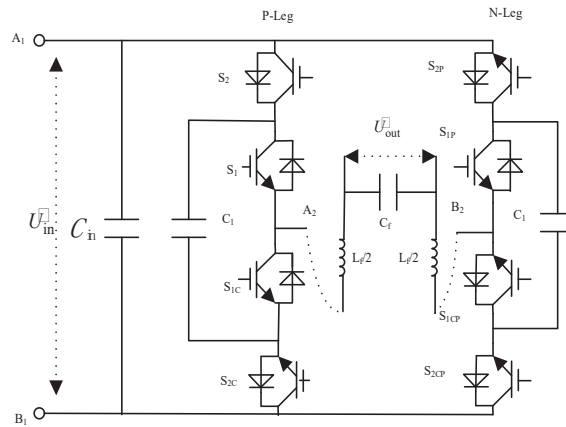 P-Leg
N-Leg
A1
S2
S2P
Uout
S1P
S1
A2
B2
Uin
Cin
C1
Cf
C1
Lf/2
Lf/2
S1C
S1CP
S2C
S2CP
B1